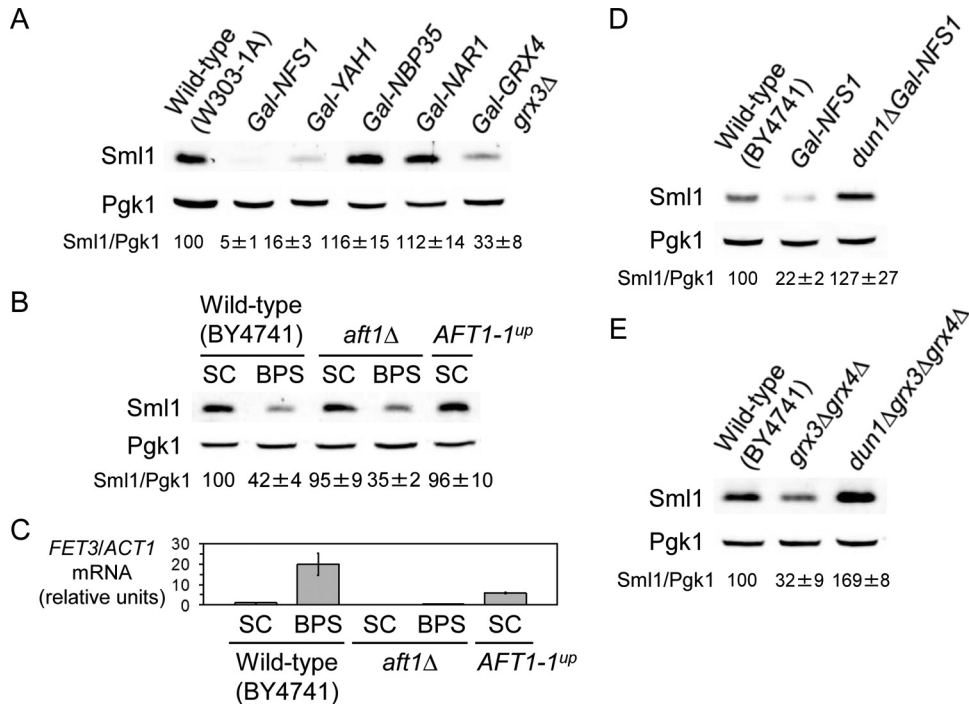 A
Wild-type
(W303-1A)
Gal-NFS1
Gal-YAH1
Gal-NBP35
Gal-NAR1
Gal-GRX4
grx3Δ
Sml1
Pgk1
Sml1/Pgk1 100 5±1 16±3 116±15 112±14 33±8
B
Wild-type
(BY4741) aft1Δ AFT1-1up
SC BPS SC BPS SC
Sml1
Pgk1
Sml1/Pgk1 100 42±4 95±9 35±2 96±10
C
FET3/ACT1
mRNA
(relative units)
30
20
10
0
SC BPS SC BPS SC
Wild-type aft1Δ AFT1-1up
(BY4741)
D
Wild-type
(BY4741)
Gal-NFS1
dun1ΔGal-NFS1
Sml1
Pgk1
Sml1/Pgk1 100 22±2 127±27
E
Wild-type
(BY4741)
grx3Δgrx4Δ
dun1Δgrx3Δgrx4Δ
Sml1
Pgk1
Sml1/Pgk1 100 32±9 169±8